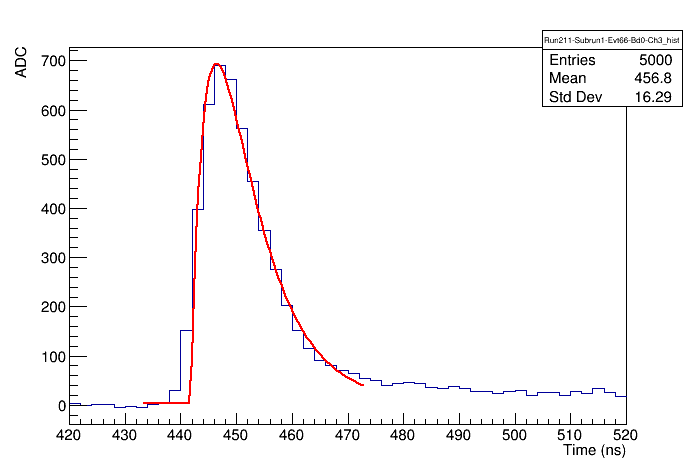 Run211-Subrun1-Evt66-Bd0-Ch3_hist
Entries 5000
Mean 456.8
Std Dev 16.29
ADC
700
600
500
400
300
200
100
0
420 430 440 450 460 470 480 490 500 510 520
Time (ns)